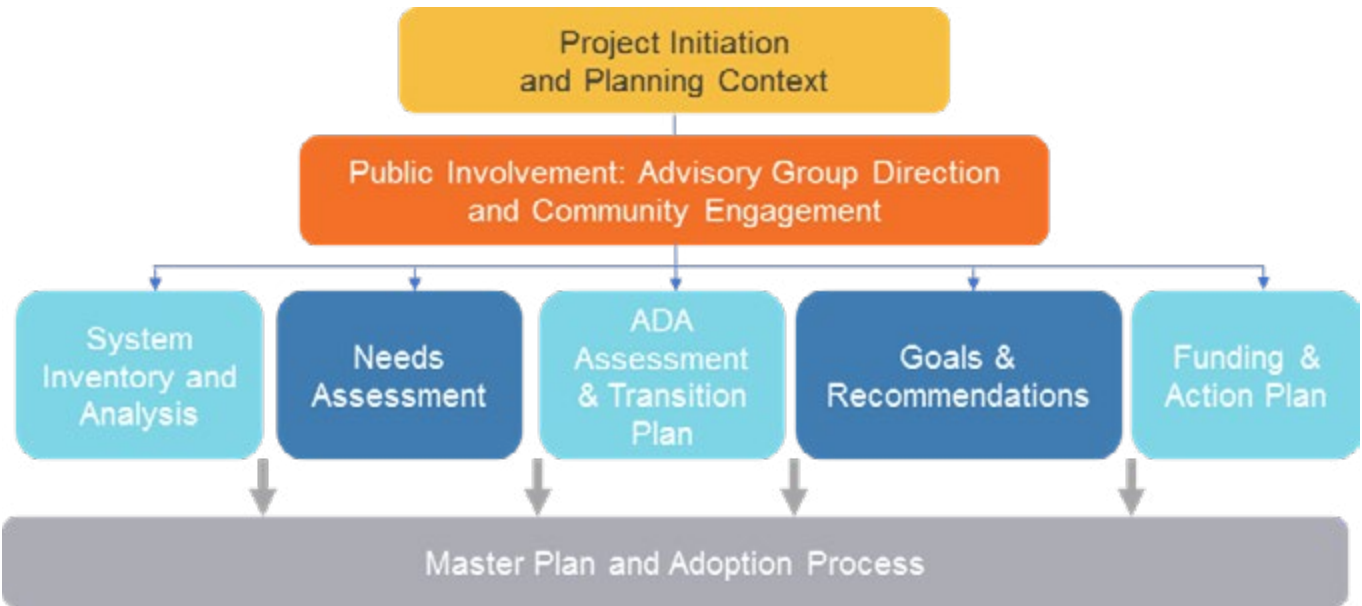 Project Initiation
and Planning Context
Public Involvement: Advisory Group Direction
and Community Engagement
System
Inventory and
Analysis
Needs
Assessment
ADA
Assessment
& Transition
Plan
Goals &
Recommendations
Funding &
Action Plan
Master Plan and Adoption Process